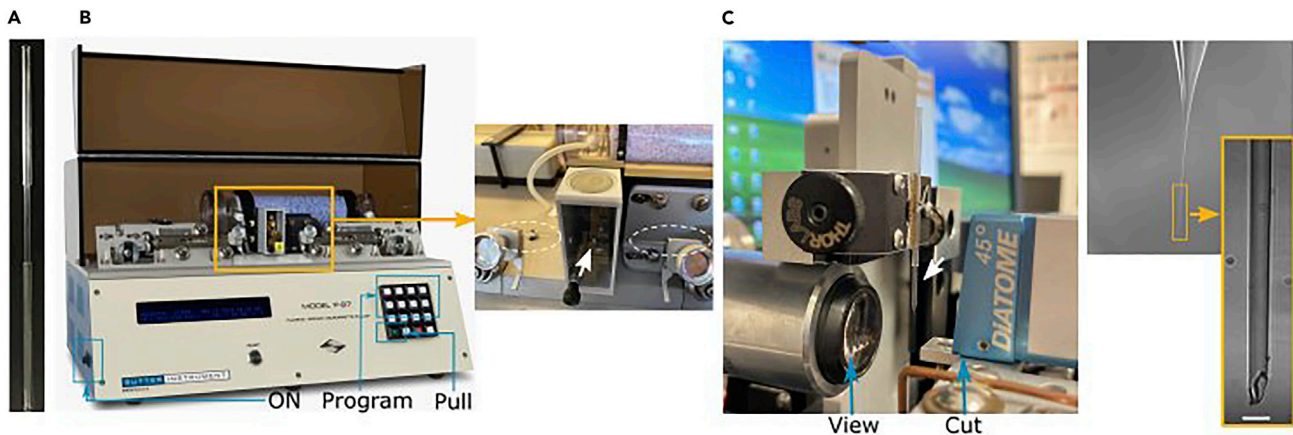 A
B
C
MODEL P-97
SUTTER INSTRUMENT
ON
Program
Pull
THORLABS
45°
DiATOME
View
Cut